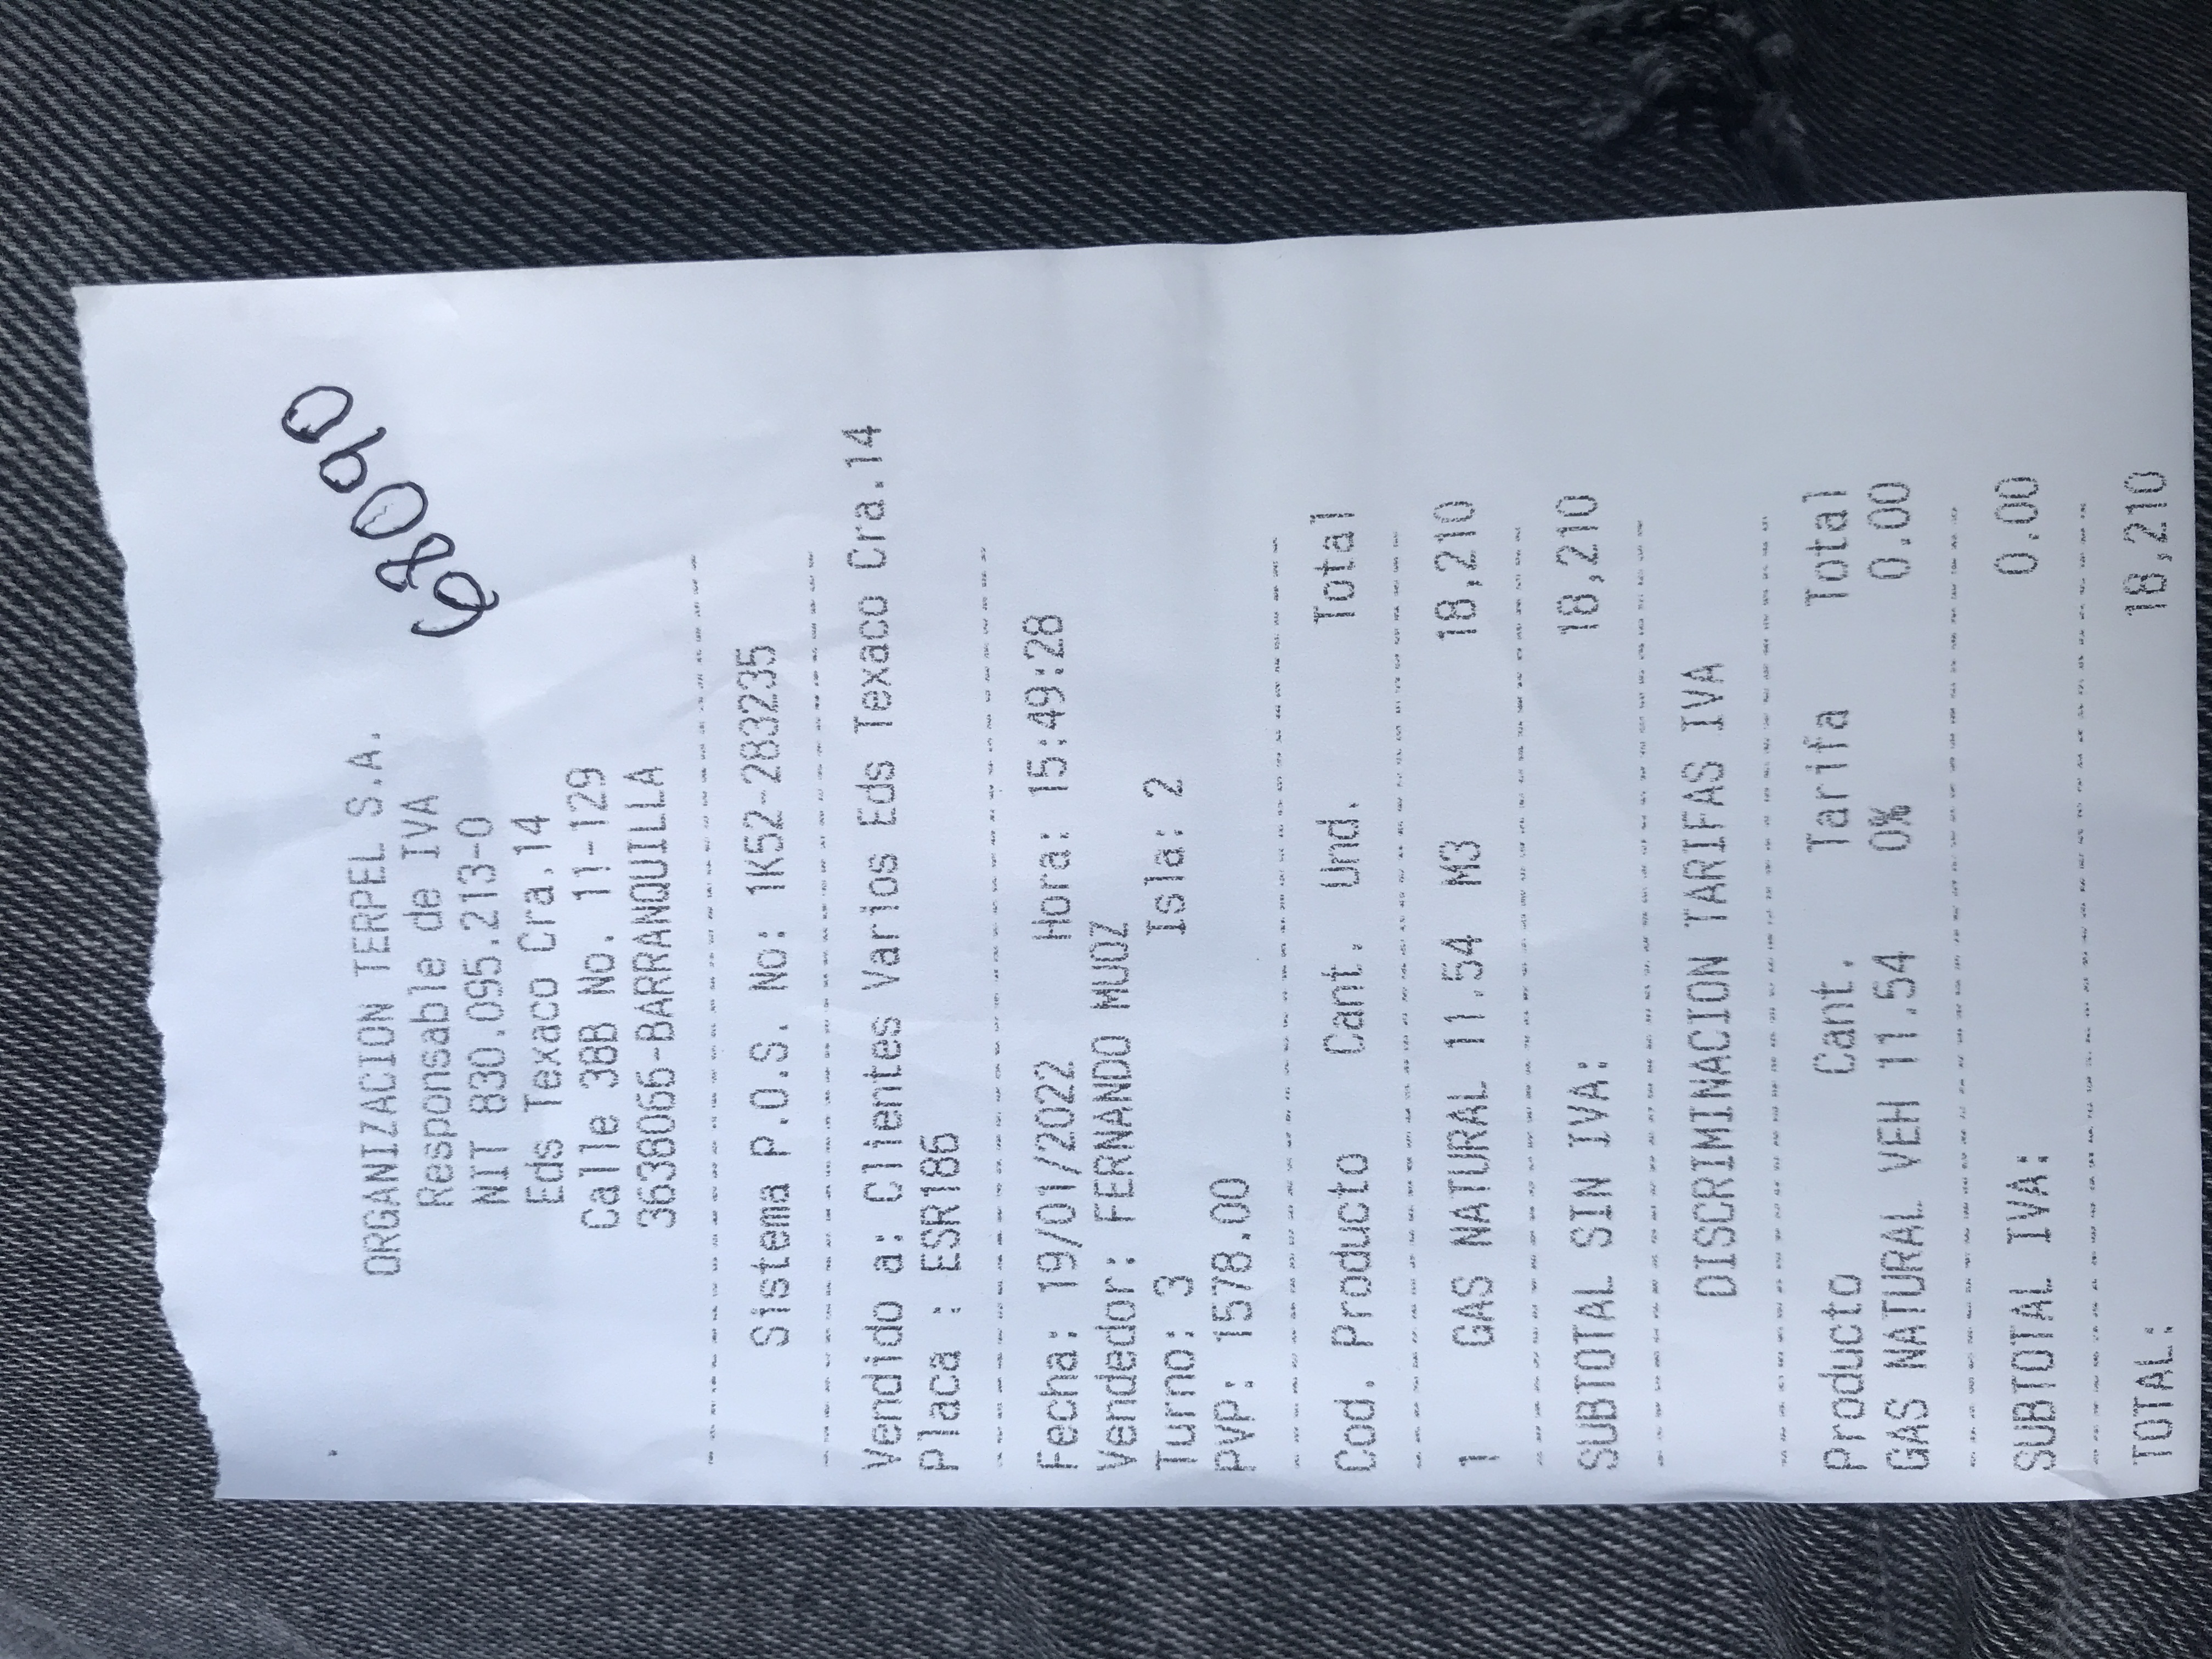 68090
ORGANIZACION TERPEL S.A.
Responsable de IVA
NIT 830.095.213-0
Eds Texaco Cra.14
Calle 38B No. 11-129
3638066-BARRANQUILLA
Sistema P.O.S. No: 1K52-283235
Vendido a: Clientes Varios Eds Texaco Cra.14
Placa : ESR186
Fecha: 19/01/2022 Hora: 15:49:28
Vendedor: FERNANDO MUOZ
Turno: 3 Isla: 2
PVP: 1578.00
Cod. Producto Cant. Und. Total
1 GAS NATURAL 11.54 M3 18,210
SUBTOTAL SIN IVA: 18,210
DISCRIMINACION TARIFAS IVA
Producto Cant. Tarifa Total
GAS NATURAL VEH 11.54 0% 0.00
SUBTOTAL IVA: 0.00
TOTAL: 18,210